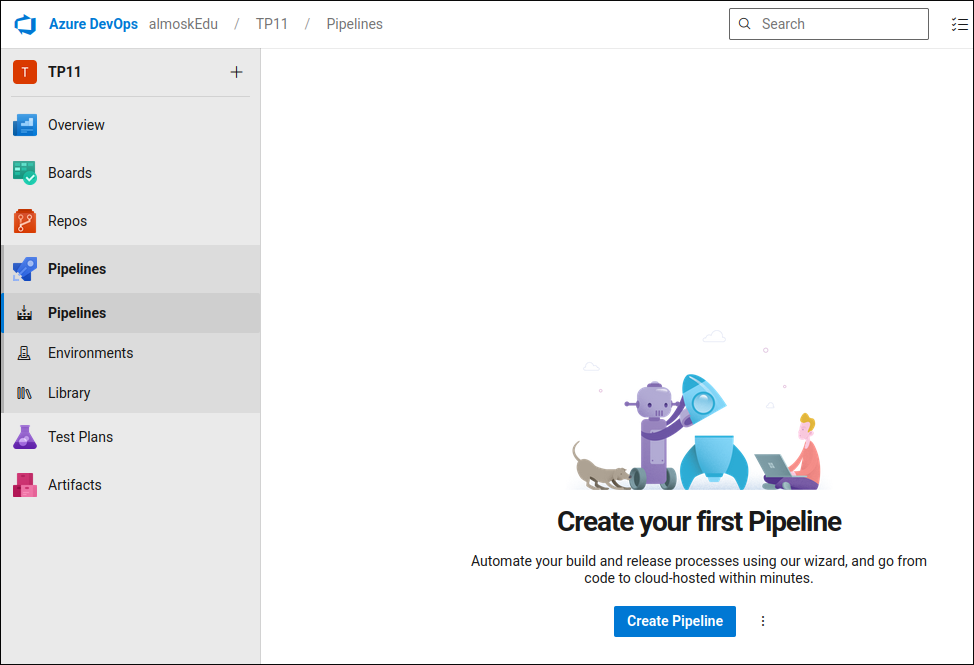 Azure DevOps almoskEdu / TP11 / Pipelines Search
T TP11 +
Overview
Boards
Repos
Pipelines
Pipelines
Environments
Library
Test Plans
Artifacts
Create your first Pipeline
Automate your build and release processes using our wizard, and go from
code to cloud-hosted within minutes.
Create Pipeline